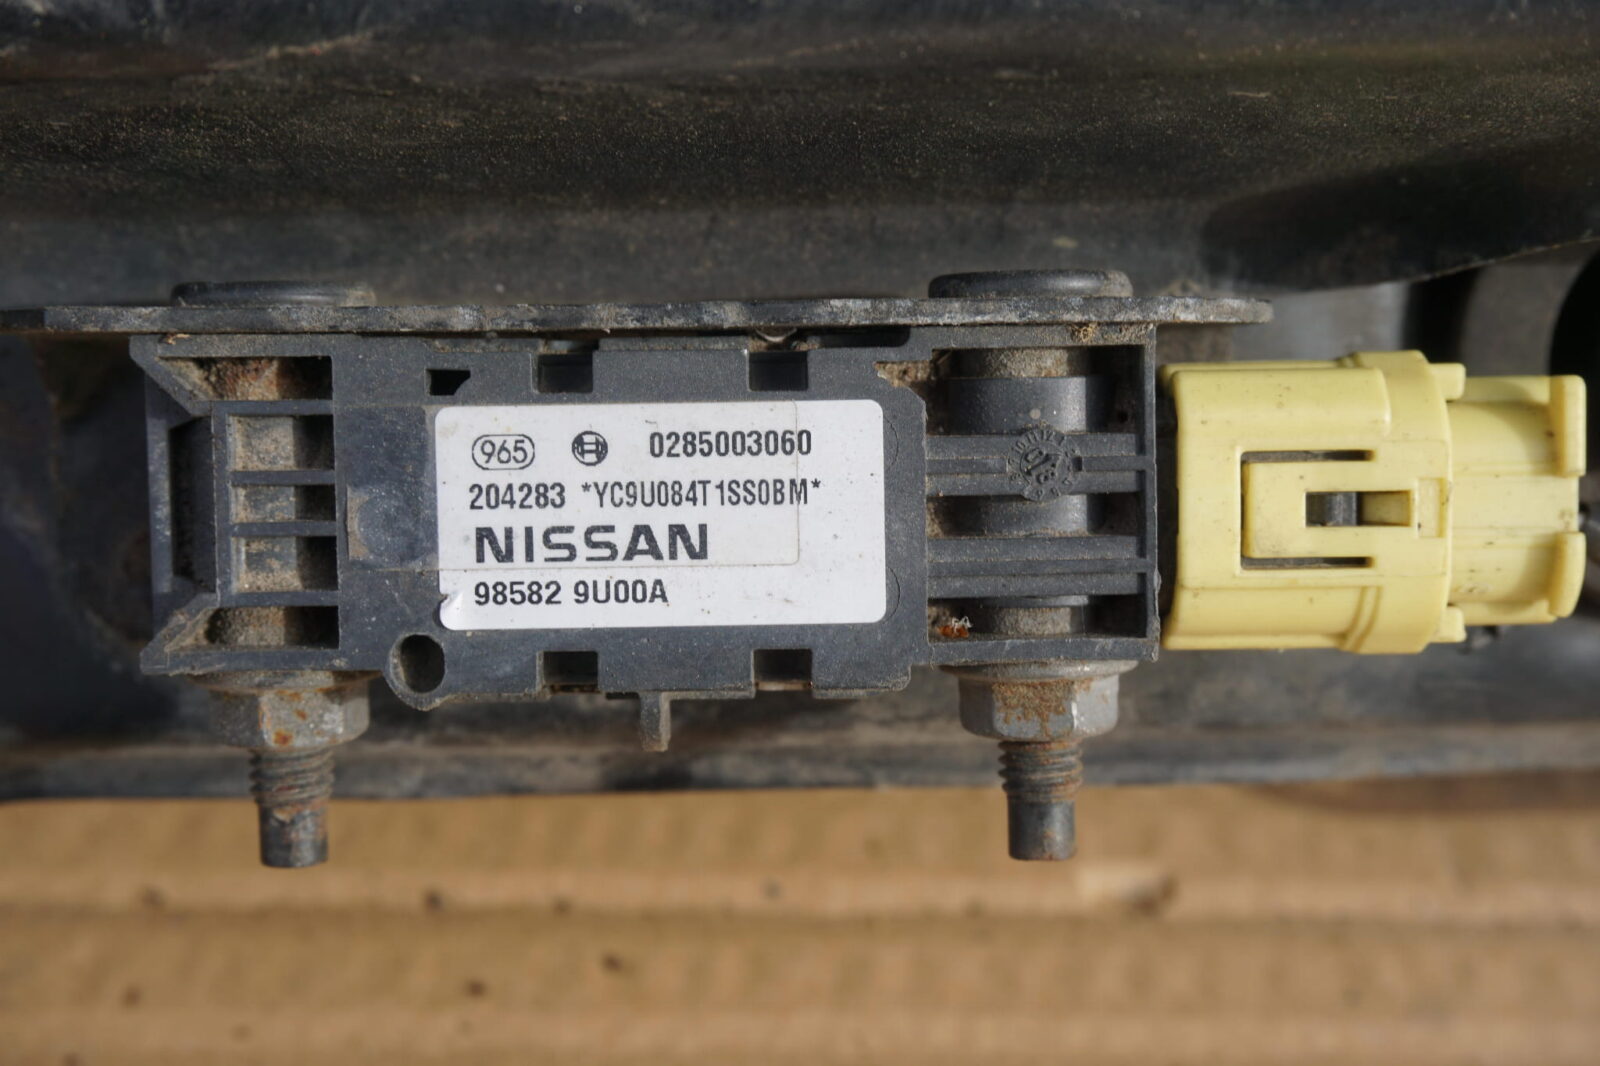 965 0285003060
204283 *YC9U084T1SS0BM*
NISSAN
98582 9U00A